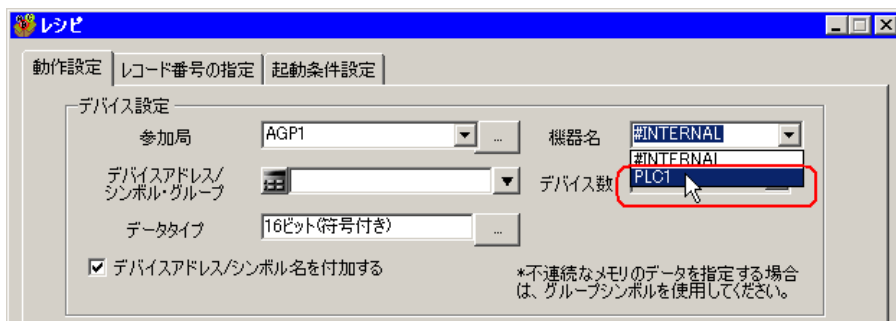 レシピ
動作設定 レコード番号の指定 起動条件設定
デバイス設定
参加局 AGP1 ... 機器名 #INTERNAL
#INTERNAL
デバイスアドレス/
シンボル・グループ デバイス数 PLC1
データタイプ 16ビット(符号付き) ...
デバイスアドレス/シンボル名を付加する
*不連続なメモリのデータを指定する場合
は、グループシンボルを使用してください。